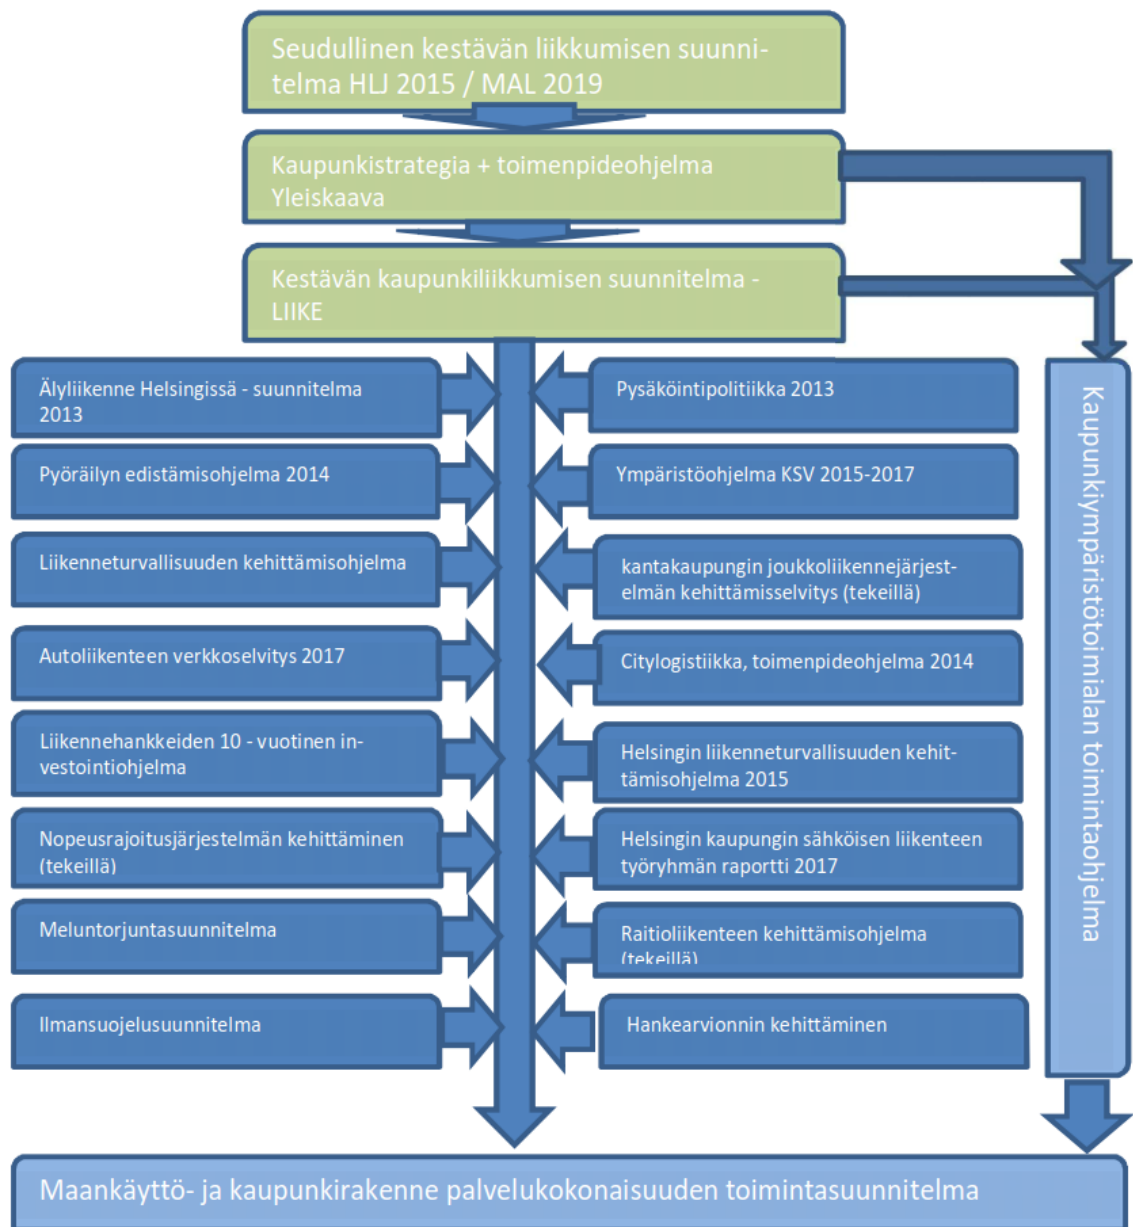 Seudullinen kestävän liikkumisen suunni-
telma HLJ 2015 / MAL 2019
Kaupunkistrategia + toimenpideohjelma
Yleiskaava
Kestävän kaupunkiliikkumisen suunnitelma -
LIIKE
Älyliikenne Helsingissä - suunnitelma
2013
Pysäköintipolitiikka 2013
Pyöräilyn edistämisohjelma 2014
Ympäristöohjelma KSV 2015-2017
Liikenneturvallisuuden kehittämisohjelma
kantakaupungin joukkoliikennejärjest-
elmän kehittämisselvitys (tekeillä)
Autoliikenteen verkkoselvitys 2017
Citylogistiikka, toimenpideohjelma 2014
Liikennehankkeiden 10 - vuotinen in-
vestointiohjelma
Helsingin liikenneturvallisuuden kehit-
tämisohjelma 2015
Nopeusrajoitusjärjestelmän kehittäminen
(tekeillä)
Helsingin kaupungin sähköisen liikenteen
työryhmän raportti 2017
Meluntorjuntasuunnitelma
Raitioliikenteen kehittämisohjelma
(tekeillä)
Ilmansuojelusuunnitelma
Hankearvionnin kehittäminen
Kaupunkiympäristötoimialan toimintaohjelma
Maankäyttö- ja kaupunkirakenne palvelukokonaisuuden toimintasuunnitelma